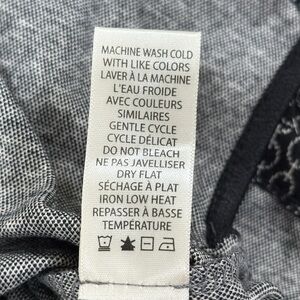 MACHINE WASH COLD
WITH LIKE COLORS
LAVER À LA MACHINE
L'EAU FROIDE
AVEC COULEURS
SIMILAIRES
GENTLE CYCLE
CYCLE DÉLICAT
DO NOT BLEACH
NE PAS JAVELLISER
DRY FLAT
SÉCHAGE À PLAT
IRON LOW HEAT
REPASSER À BASSE
TEMPÉRATURE